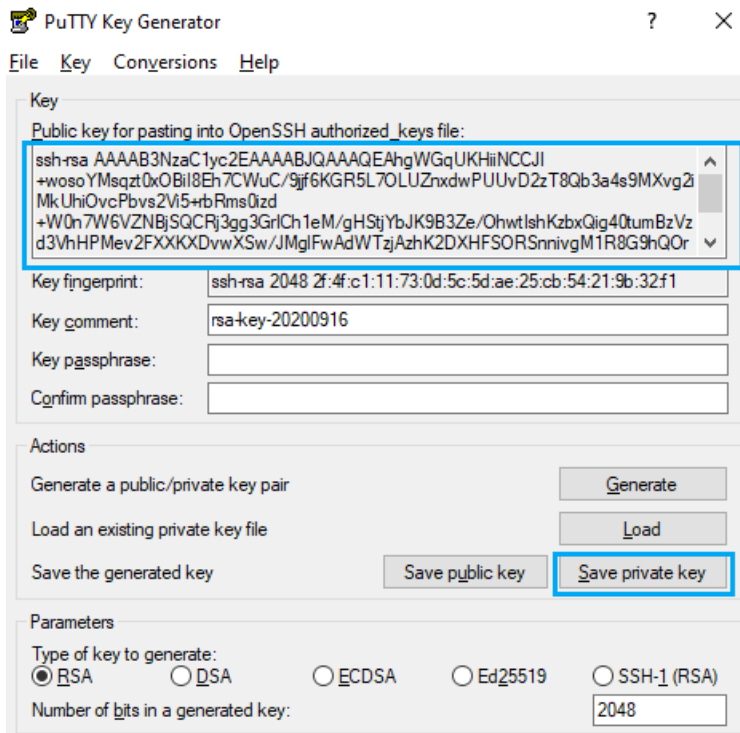 PuTTY Key Generator ? ×
File Key Conversions Help
Key
Public key for pasting into OpenSSH authorized_keys file:
ssh-rsa AAAAB3NzaC1yc2EAAAABJQAAAQEAhgWGqUKHiiNCCJI
+wosoYMsqzt0xOBiI8Eh7CWuC/9jjf6KGR5L7OLUZnxdwPUUvD2zT8Qb3a4s9MXvg2i
MkUhiOvcPbvs2Vi5+rbRms0izd
+W0n7W6VZNBjSQCRj3gg3GrlCh1eM/gHStjYbJK9B3Ze/OhwtIshKzbxQig40tumBzVz
d3VhHPMev2FXXKXDvwXSw/JMglFwAdWTzjAzhK2DXHFSORSnnivgM1R8G9hQOr
Key fingerprint: ssh-rsa 2048 2f:4f:c1:11:73:0d:5c:5d:ae:25:cb:54:21:9b:32:f1
Key comment: rsa-key-20200916
Key passphrase:
Confirm passphrase:
Actions
Generate a public/private key pair Generate
Load an existing private key file Load
Save the generated key Save public key Save private key
Parameters
Type of key to generate:
RSA DSA ECDSA Ed25519 SSH-1 (RSA)
Number of bits in a generated key: 2048